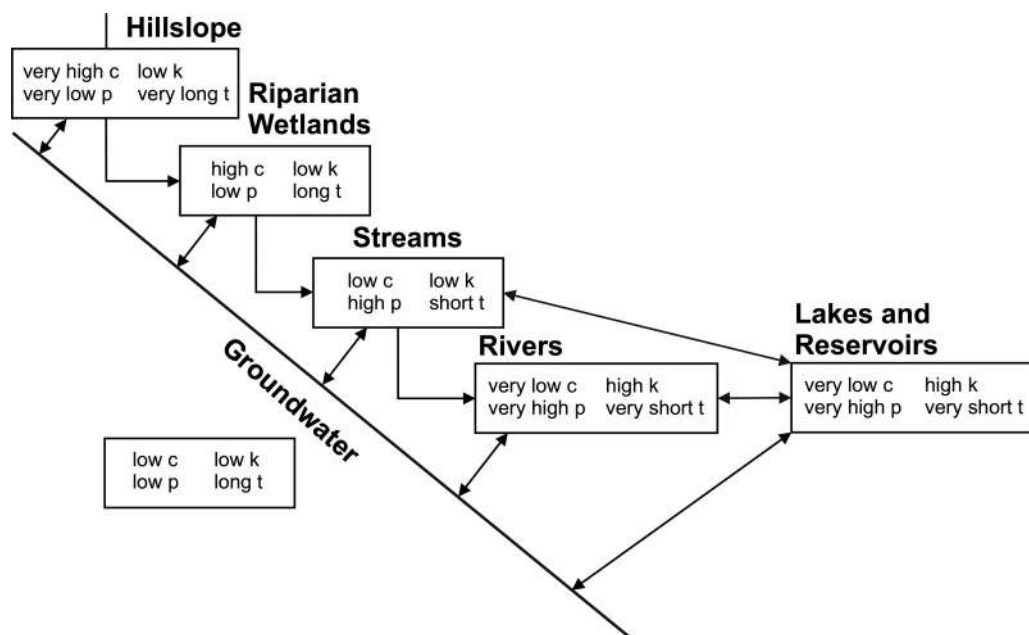 Hillslope
very high c low k
very low p very long t
Riparian
Wetlands
high c low k
low p long t
Streams
low c low k
high p short t
Rivers
very low c high k
very high p very short t
Lakes and
Reservoirs
very low c high k
very high p very short t
Groundwater
low c low k
low p long t